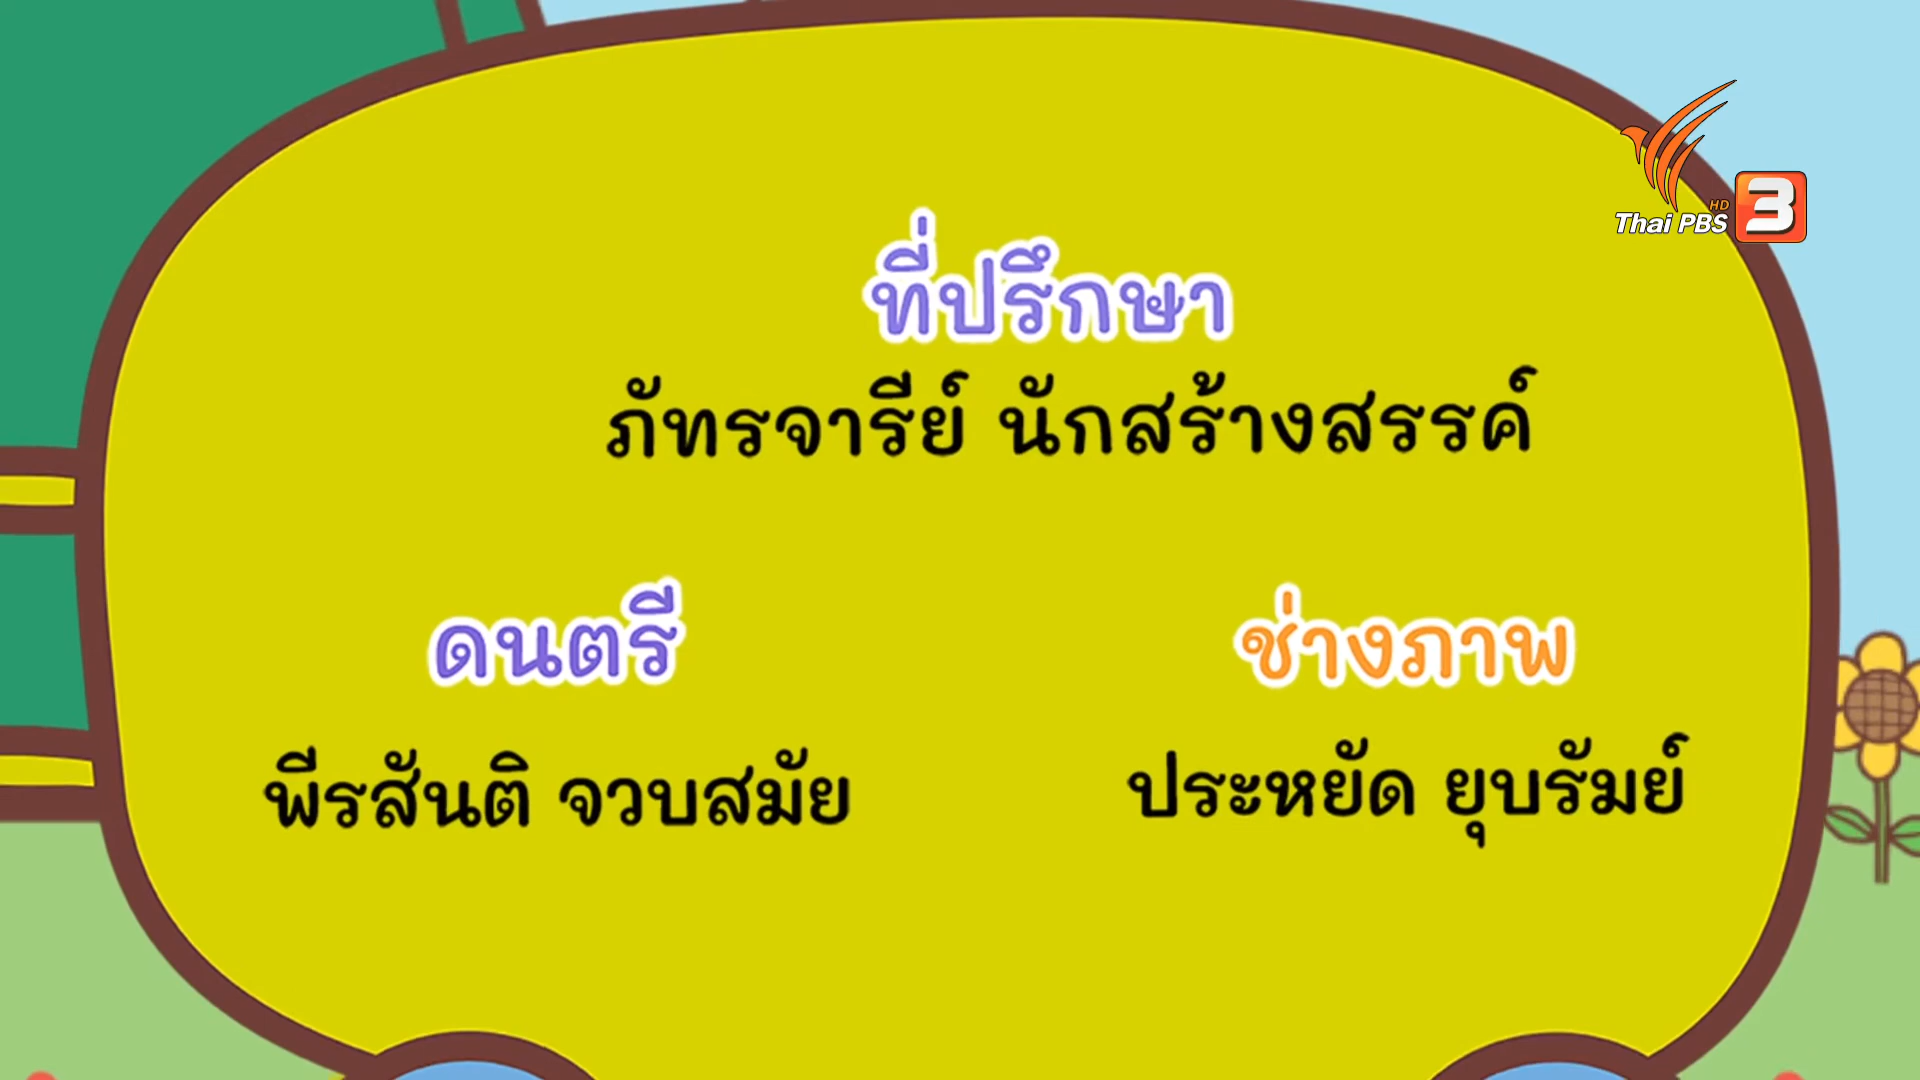 HD
Thai PBS 3
ที่ปรึกษา
ภัทรจารีย์ นักสร้างสรรค์
ดนตรี
ช่างภาพ
พีรสันติ จวบสมัย
ประหยัด ยุบรัมย์